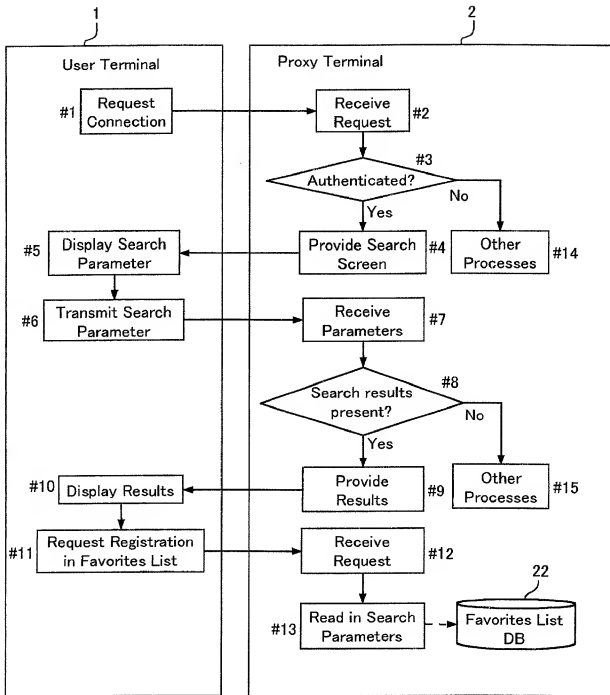 1
2
User Terminal
Proxy Terminal
#1
Request
Connection
Receive
Request
#2
#3
Authenticated?
No
Yes
#5
Display Search
Parameter
Provide Search
Screen
#4
Other
Processes
#14
#6
Transmit Search
Parameter
Receive
Parameters
#7
#8
Search results
present?
No
Yes
#10
Display Results
Provide
Results
#9
Other
Processes
#15
#11
Request Registration
in Favorites List
Receive
Request
#12
22
#13
Read in Search
Parameters
Favorites List
DB